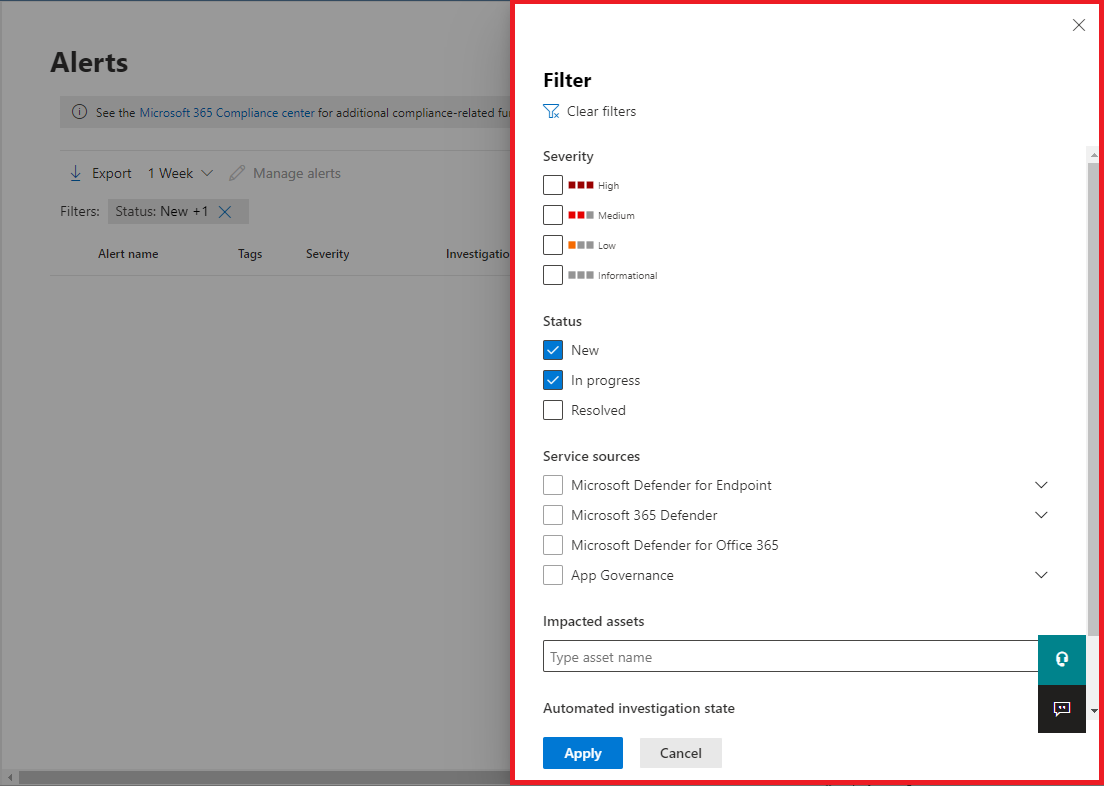 Alerts
See the Microsoft 365 Compliance center for additional compliance-related fu
Export 1 Week Manage alerts
Filters: Status: New +1
Alert name Tags Severity Investigatio
Filter
Clear filters
Severity
High
Medium
Low
Informational
Status
New
In progress
Resolved
Service sources
Microsoft Defender for Endpoint
Microsoft 365 Defender
Microsoft Defender for Office 365
App Governance
Impacted assets
Type asset name
Automated investigation state
Apply Cancel